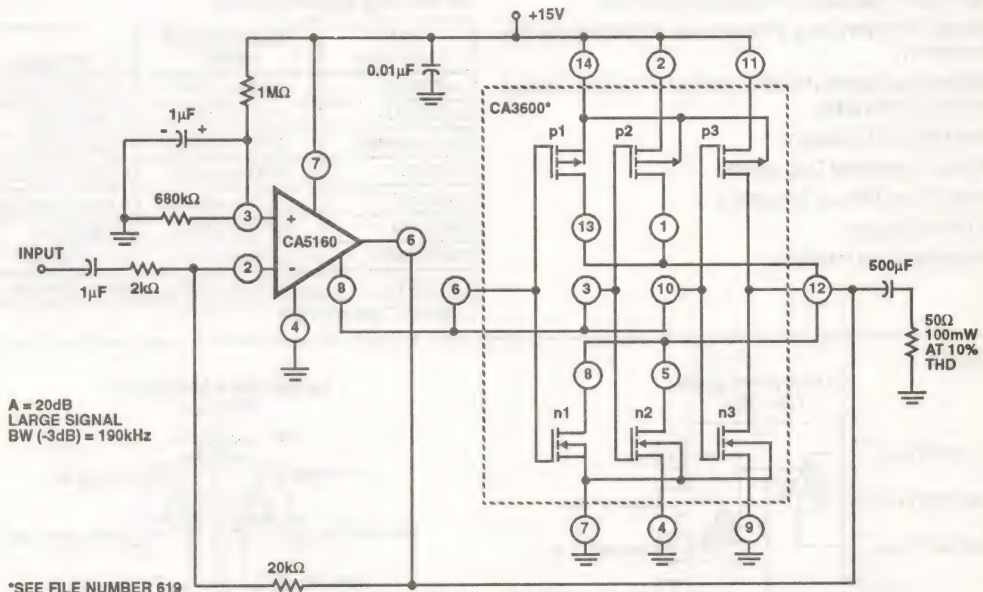 +15V
14
2
11
0.01µF
1MΩ
CA3600*
1µF
- +
p1
p2
p3
7
680kΩ
3
+
CA5160
6
13
1
INPUT
2
-
500µF
1µF
2kΩ
8
6
3
10
12
4
50Ω
100mW
AT 10%
THD
8
5
A = 20dB
LARGE SIGNAL
BW (-3dB) = 190kHz
n1
n2
n3
7
4
9
20kΩ
*SEE FILE NUMBER 619